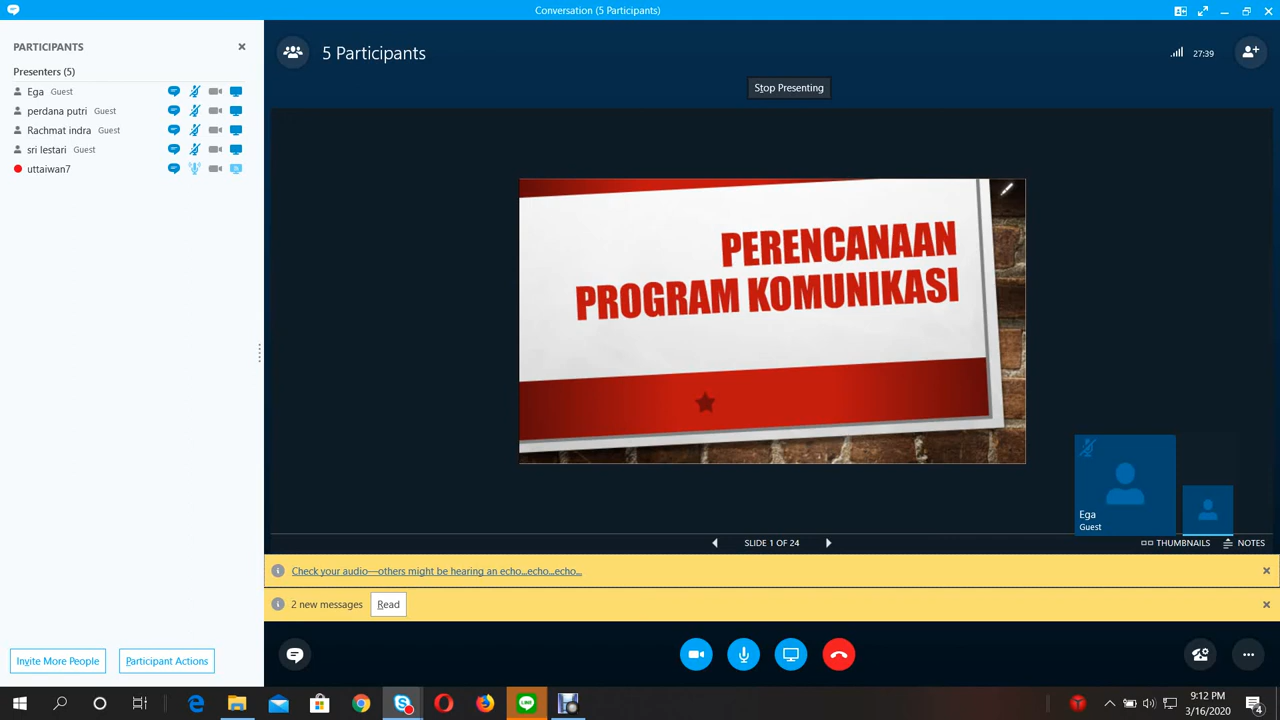 Conversation (5 Participants)
PARTICIPANTS
Presenters (5)
Ega Guest
perdana putri Guest
Rachmat indra Guest
sri lestari Guest
uttaiwan7
Invite More People
Participant Actions
5 Participants
27:39
Stop Presenting
PERENCANAAN
PROGRAM KOMUNIKASI
Ega
Guest
SLIDE 1 OF 24
THUMBNAILS
NOTES
Check your audio—others might be hearing an echo...echo...echo...
2 new messages
Read
9:12 PM
3/16/2020
4